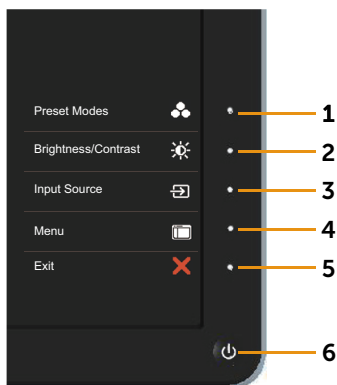 Preset Modes
1
Brightness/Contrast
2
Input Source
3
Menu
4
Exit
5
6